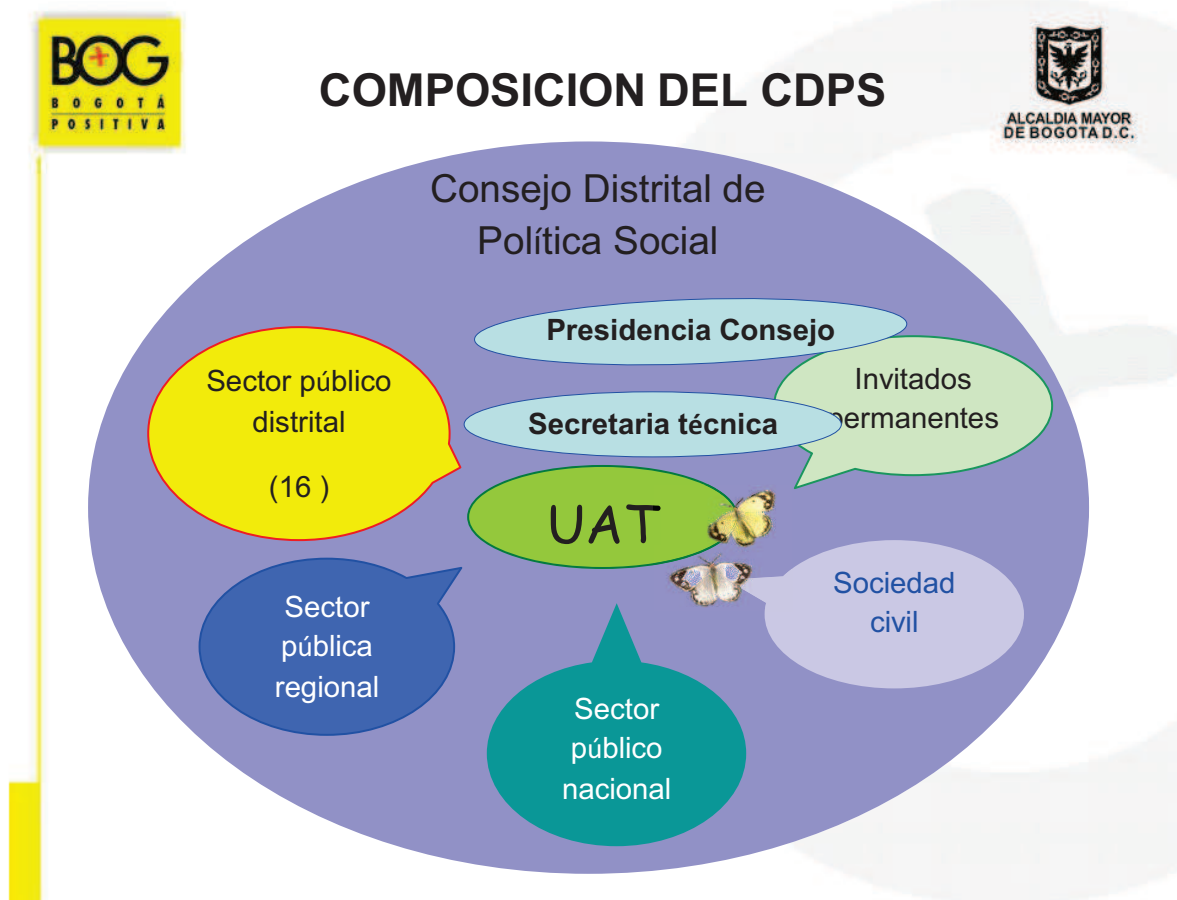 BOG
BOGOTÁ
POSITIVA
COMPOSICION DEL CDPS
ALCALDIA MAYOR
DE BOGOTA D.C.
Consejo Distrital de
Política Social
Presidencia Consejo
Sector público
distrital
(16 )
Invitados
permanentes
Secretaria técnica
UAT
Sector
pública
regional
Sociedad
civil
Sector
público
nacional